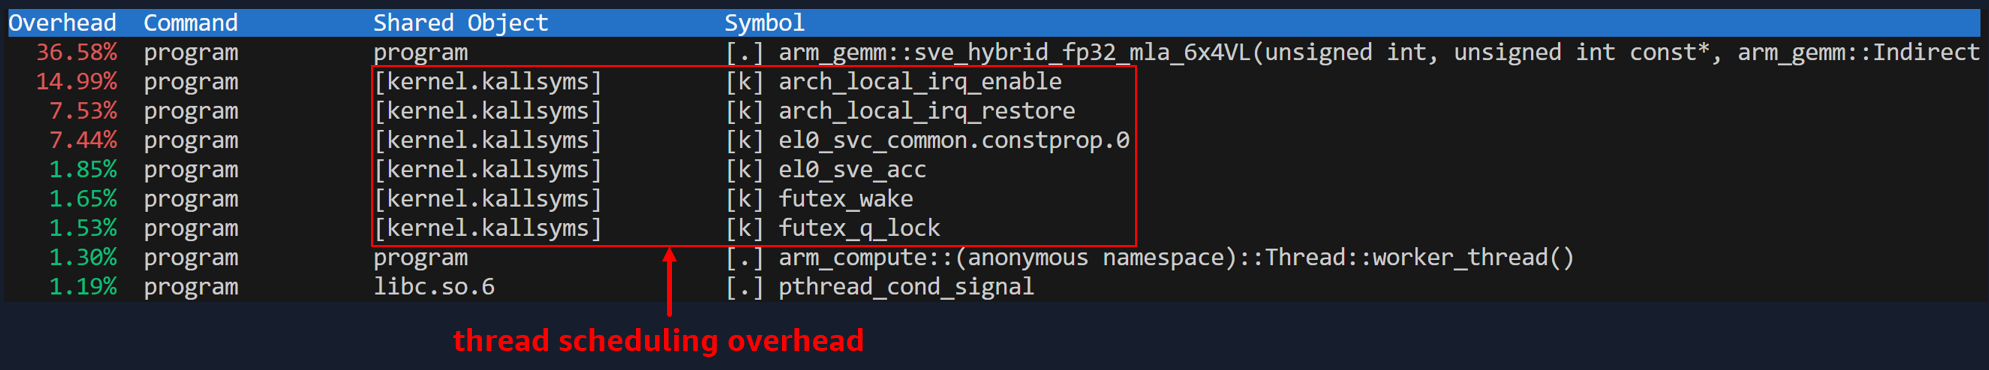 Overhead Command Shared Object Symbol
36.58% program program [.] arm_gemm::sve_hybrid_fp32_mla_6x4VL(unsigned int, unsigned int const*, arm_gemm::Indirect
14.99% program [kernel.kallsyms] [k] arch_local_irq_enable
7.53% program [kernel.kallsyms] [k] arch_local_irq_restore
7.44% program [kernel.kallsyms] [k] el0_svc_common.constprop.0
1.85% program [kernel.kallsyms] [k] el0_sve_acc
1.65% program [kernel.kallsyms] [k] futex_wake
1.53% program [kernel.kallsyms] [k] futex_q_lock
1.30% program program [.] arm_compute::(anonymous namespace)::Thread::worker_thread()
1.19% program libc.so.6 [.] pthread_cond_signal
thread scheduling overhead